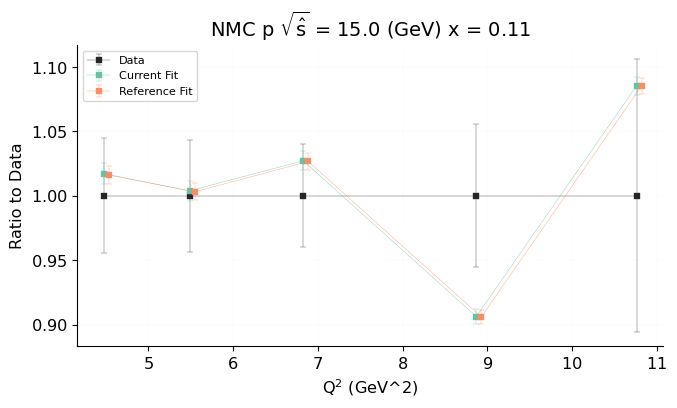 NMC p √ŝ = 15.0 (GeV) x = 0.11
Data
Current Fit
Reference Fit
Ratio to Data
1.10
1.05
1.00
0.95
0.90
5 6 7 8 9 10 11
Q² (GeV^2)